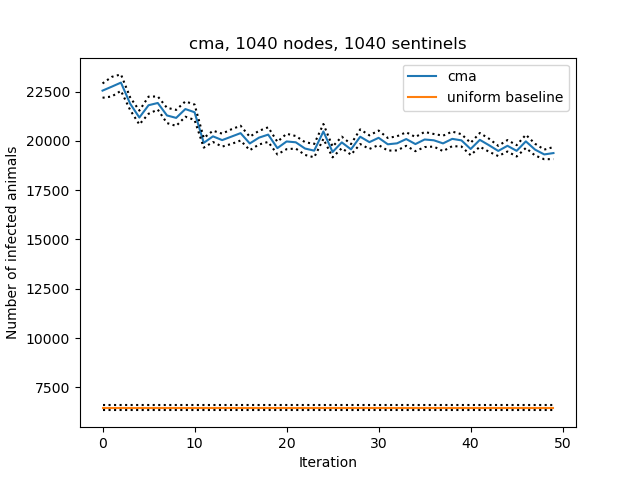 cma, 1040 nodes, 1040 sentinels
cma
uniform baseline
Number of infected animals
22500
20000
17500
15000
12500
10000
7500
0 10 20 30 40 50
Iteration